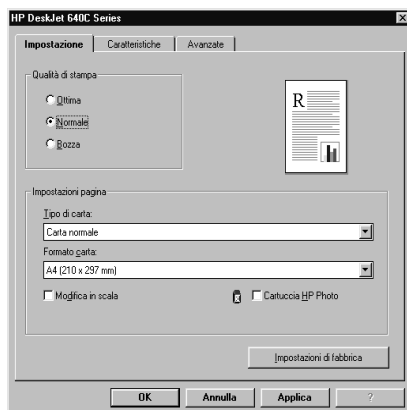 HP DeskJet 640C Series
Impostazione Caratteristiche Avanzate
Qualità di stampa
Ottima
Normale
Bozza
R
Impostazioni pagina
Tipo di carta:
Carta normale
Formato carta:
A4 (210 x 297 mm)
Modifica in scala Cartuccia HP Photo
Impostazioni di fabbrica
OK Annulla Applica ?